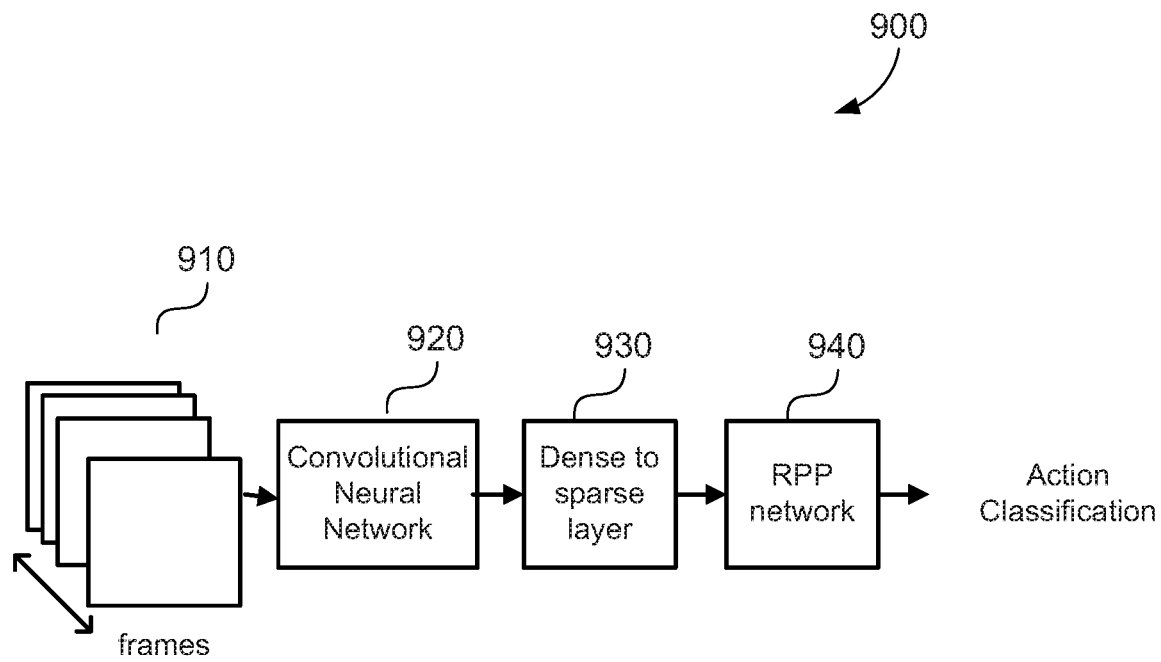 900
910
920
930
940
Convolutional
Neural
Network
Dense to
sparse
layer
RPP
network
Action
Classification
frames